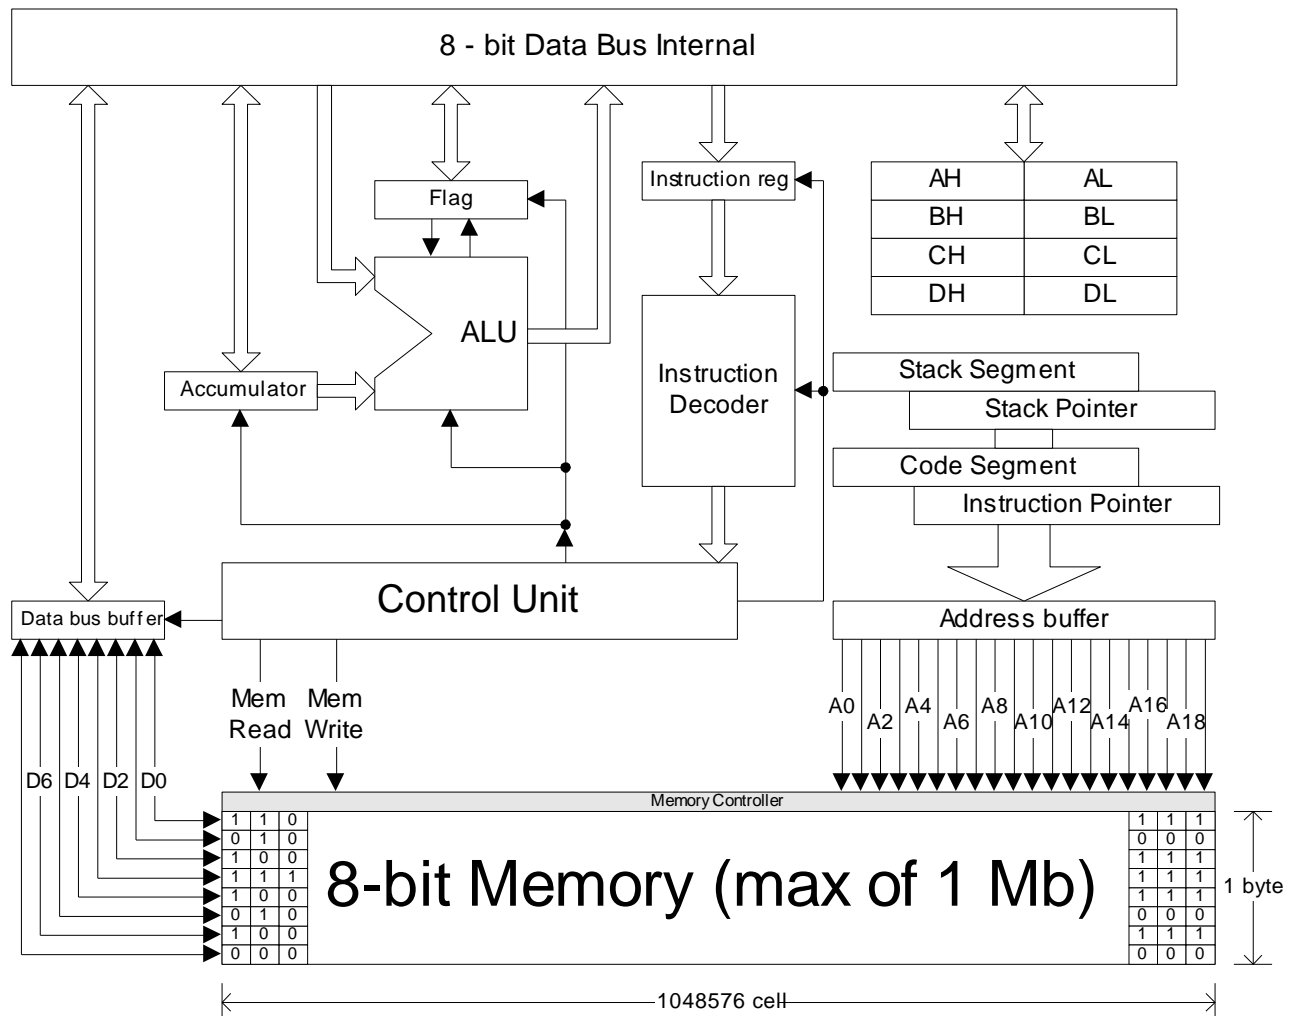 8 - bit Data Bus Internal
Flag
Instruction reg
AH AL
BH BL
CH CL
DH DL
ALU
Accumulator
Instruction
Decoder
Stack Segment
Stack Pointer
Code Segment
Instruction Pointer
Control Unit
Data bus buffer
Address buffer
Mem
Read
Mem
Write
A0 A2 A4 A6 A8 A10 A12 A14 A16 A18
D6 D4 D2 D0
Memory Controller
1 1 0 1 1 1
0 1 0 0 0 0
1 0 0 1 1 1
1 1 1 1 1 1
1 0 0 1 1 1
0 1 0 0 0 0
1 0 0 1 1 1
0 0 0 0 0 0
8-bit Memory (max of 1 Mb)
1 byte
1048576 cell